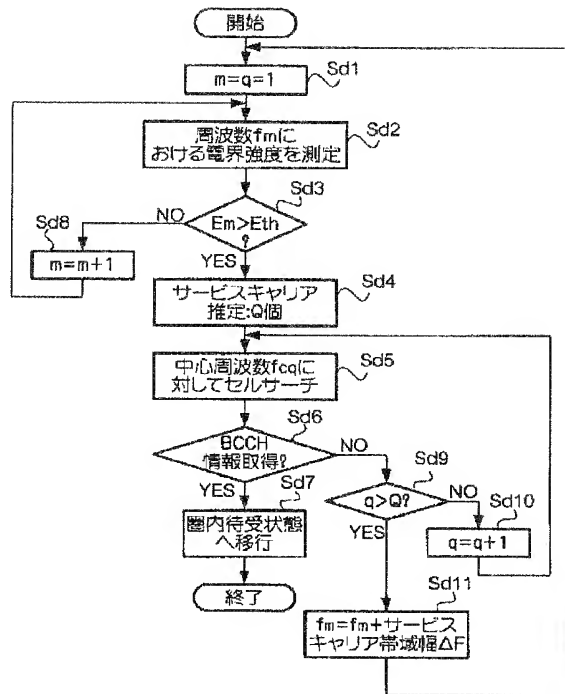 開始
Sd1
m=q=1
Sd2
周波数fmに
おける電界強度を測定
Sd3
Em>Eth
?
NO
YES
Sd8
m=m+1
Sd4
サービスキャリア
推定:Q個
Sd5
中心周波数fcqに
対してセルサーチ
Sd6
BCCH
情報取得?
NO
YES
Sd7
圏内待受状態
へ移行
終了
Sd9
q>Q?
NO
YES
Sd10
q=q+1
Sd11
fm=fm+サービス
キャリア帯域幅ΔF